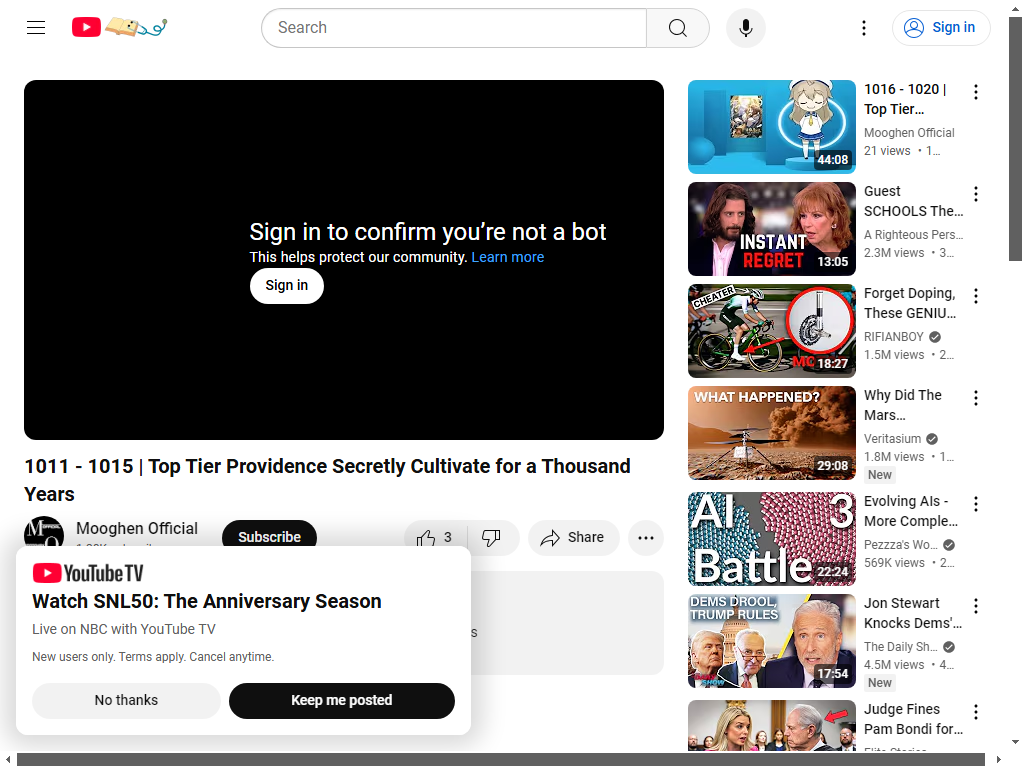 Search
Sign in
Sign in to confirm you’re not a bot
This helps protect our community. Learn more
Sign in
1011 - 1015 | Top Tier Providence Secretly Cultivate for a Thousand
Years
Mooghen Official
Subscribe
3
Share
YouTube TV
Watch SNL50: The Anniversary Season
Live on NBC with YouTube TV
New users only. Terms apply. Cancel anytime.
No thanks
Keep me posted
44:08
1016 - 1020 |
Top Tier…
Mooghen Official
21 views • 1…
INSTANT
REGRET
13:05
Guest
SCHOOLS The…
A Righteous Pers…
2.3M views • 3…
CHEATER
18:27
Forget Doping,
These GENIU…
RIFIANBOY
1.5M views • 2…
WHAT HAPPENED?
29:08
Why Did The
Mars…
Veritasium
1.8M views • 1…
New
AI 3
Battle
22:24
Evolving AIs -
More Comple…
Pezzza's Wo…
569K views • 2…
DEMS DROOL,
TRUMP RULES
17:54
Jon Stewart
Knocks Dems'…
The Daily Sh…
4.5M views • 4…
New
Judge Fines
Pam Bondi for…